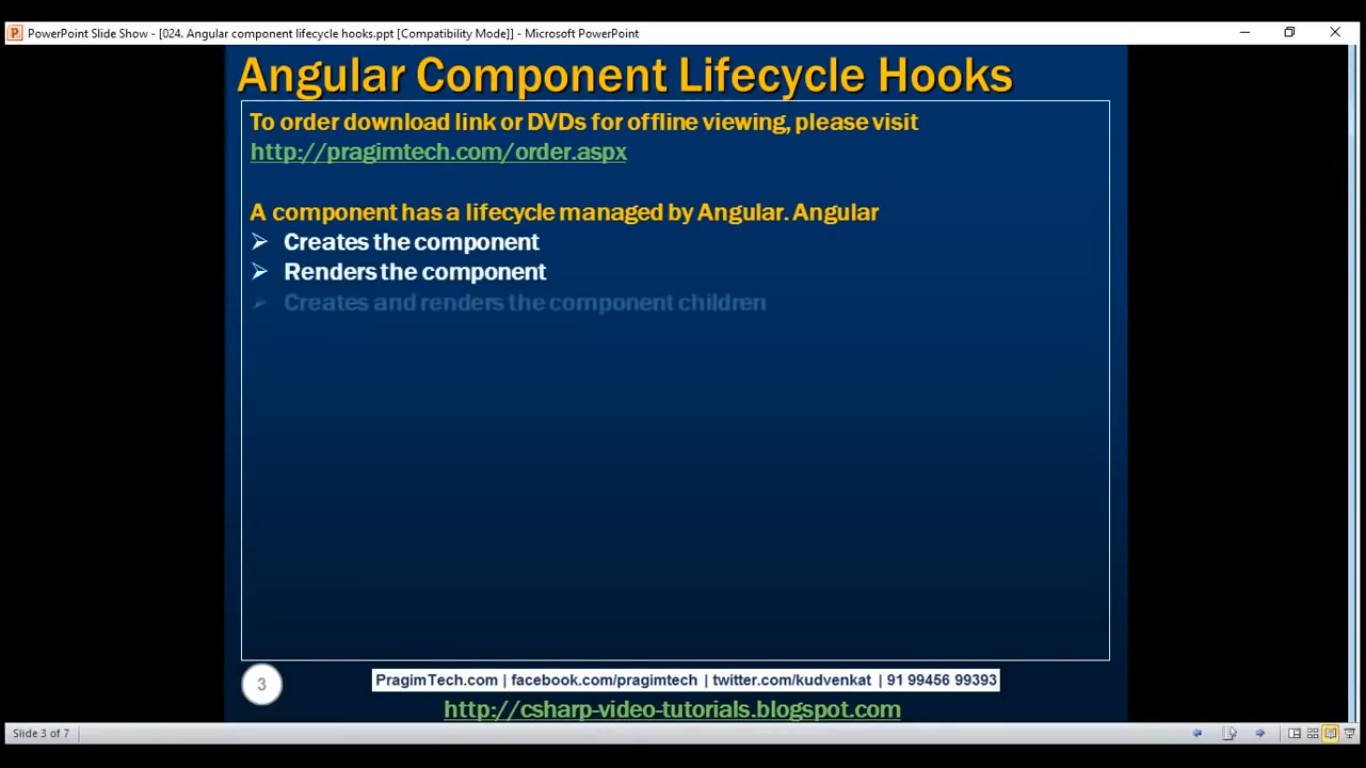 PowerPoint Slide Show - [024. Angular component lifecycle hooks.ppt [Compatibility Mode]] - Microsoft PowerPoint
Angular Component Lifecycle Hooks
To order download link or DVDs for offline viewing, please visit
http://pragimtech.com/order.aspx
A component has a lifecycle managed by Angular. Angular
Creates the component
Renders the component
Creates and renders the component children
3
PragimTech.com | facebook.com/pragimtech | twitter.com/kudvenkat | 91 99456 99393
http://csharp-video-tutorials.blogspot.com
Slide 3 of 7